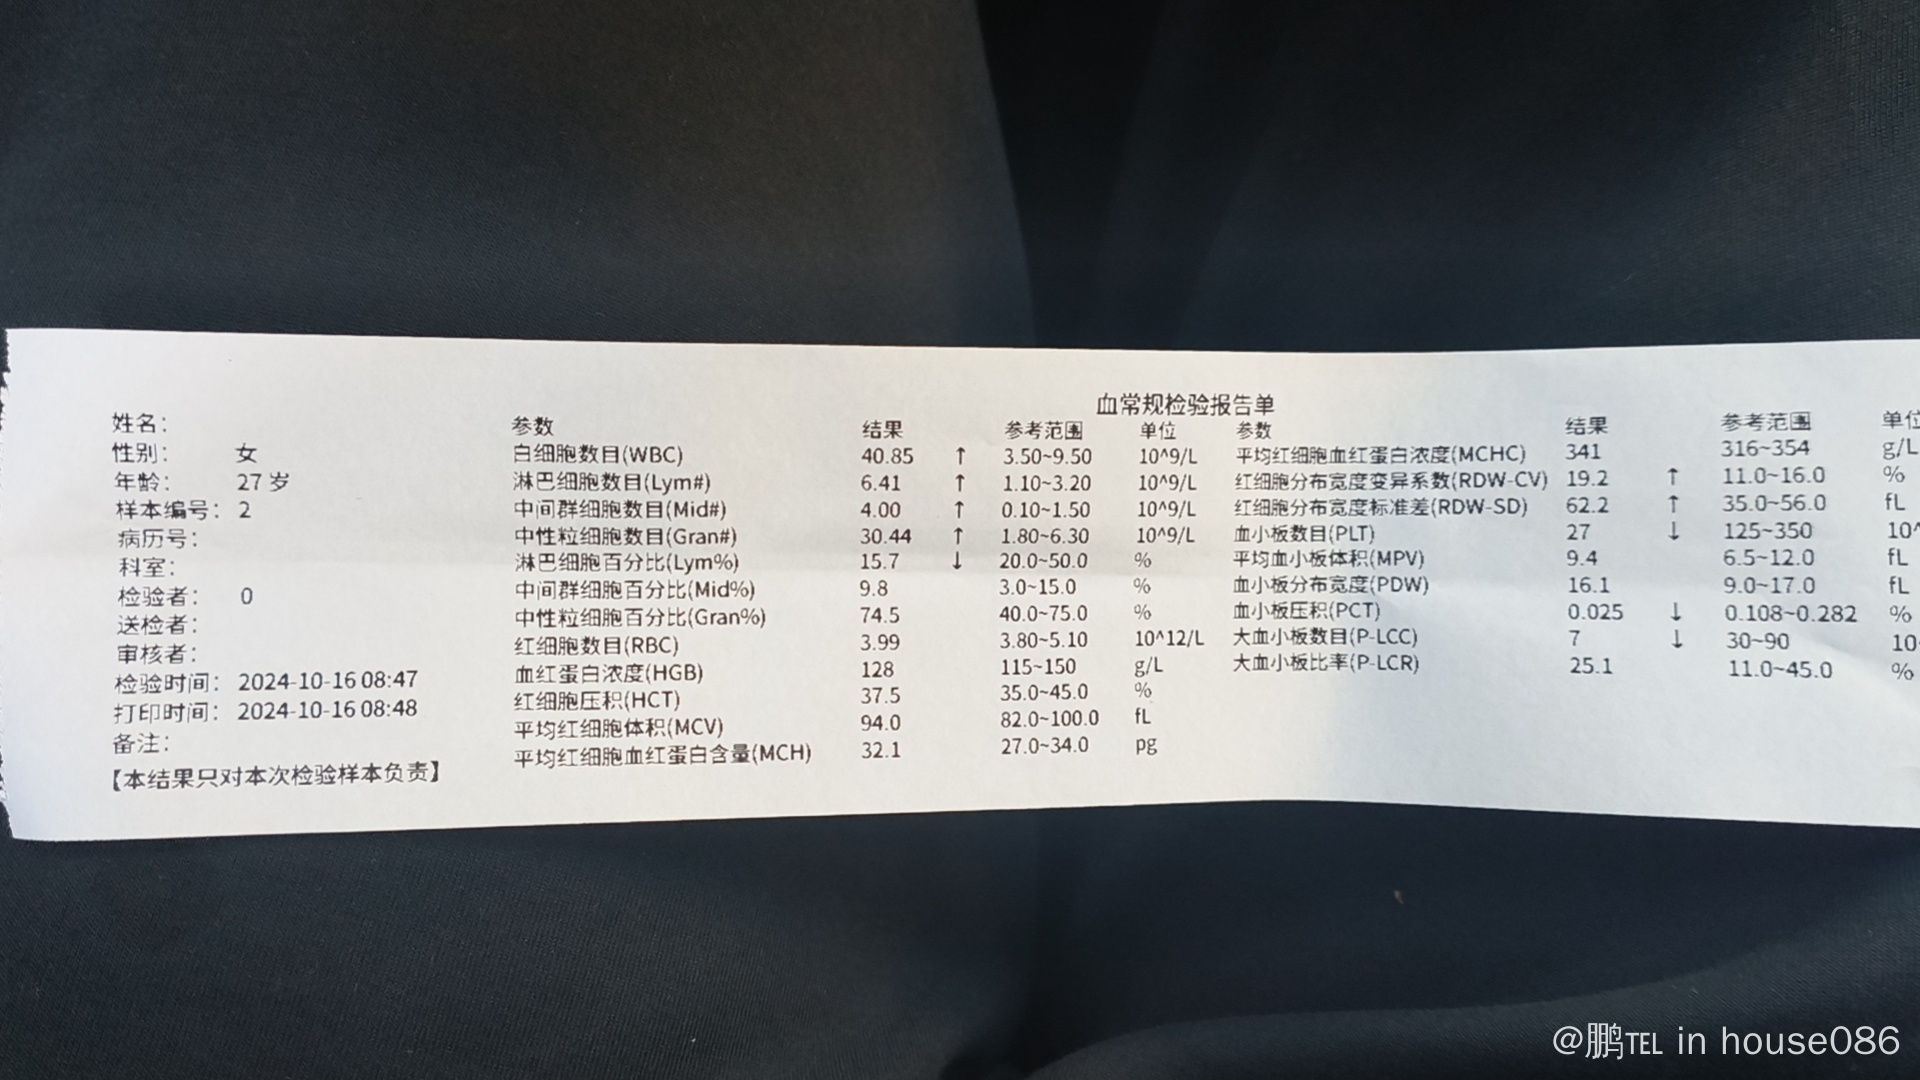 血常规检验报告单
姓名：
性别： 女
年龄： 27 岁
样本编号： 2
病历号：
科室：
检验者： 0
送检者：
审核者：
检验时间： 2024-10-16 08:47
打印时间： 2024-10-16 08:48
备注：
【本结果只对本次检验样本负责】
参数 结果 参考范围 单位
白细胞数目(WBC) 40.85 ↑ 3.50~9.50 10^9/L
淋巴细胞数目(Lym#) 6.41 ↑ 1.10~3.20 10^9/L
中间群细胞数目(Mid#) 4.00 ↑ 0.10~1.50 10^9/L
中性粒细胞数目(Gran#) 30.44 ↑ 1.80~6.30 10^9/L
淋巴细胞百分比(Lym%) 15.7 ↓ 20.0~50.0 %
中间群细胞百分比(Mid%) 9.8 3.0~15.0 %
中性粒细胞百分比(Gran%) 74.5 40.0~75.0 %
红细胞数目(RBC) 3.99 3.80~5.10 10^12/L
血红蛋白浓度(HGB) 128 115~150 g/L
红细胞压积(HCT) 37.5 35.0~45.0 %
平均红细胞体积(MCV) 94.0 82.0~100.0 fL
平均红细胞血红蛋白含量(MCH) 32.1 27.0~34.0 pg
参数 结果 参考范围 单位
平均红细胞血红蛋白浓度(MCHC) 341 316~354 g/L
红细胞分布宽度变异系数(RDW-CV) 19.2 ↑ 11.0~16.0 %
红细胞分布宽度标准差(RDW-SD) 62.2 ↑ 35.0~56.0 fL
血小板数目(PLT) 27 ↓ 125~350 10^
平均血小板体积(MPV) 9.4 6.5~12.0 fL
血小板分布宽度(PDW) 16.1 9.0~17.0 fL
血小板压积(PCT) 0.025 ↓ 0.108~0.282 %
大血小板数目(P-LCC) 7 ↓ 30~90 10
大血小板比率(P-LCR) 25.1 11.0~45.0 %
@鹏℡ in house086